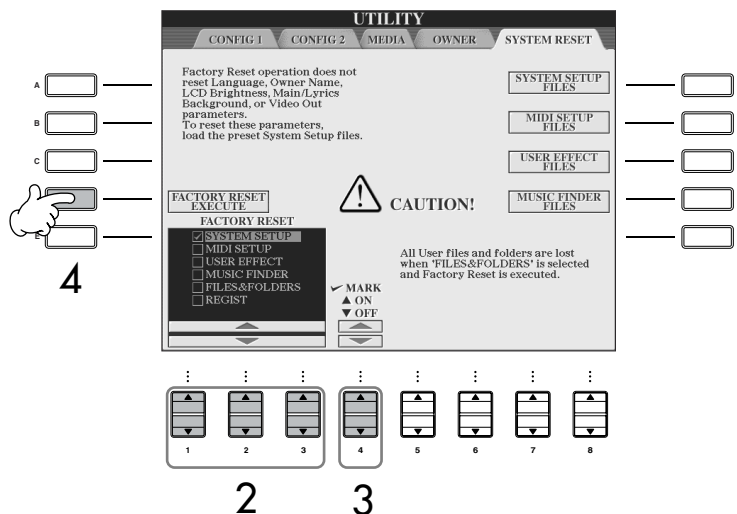 UTILITY
CONFIG 1 CONFIG 2 MEDIA OWNER SYSTEM RESET
Factory Reset operation does not
reset Language, Owner Name,
LCD Brightness, Main/Lyrics
Background, or Video Out
parameters.
To reset these parameters,
load the preset System Setup files.
SYSTEM SETUP
FILES
MIDI SETUP
FILES
USER EFFECT
FILES
MUSIC FINDER
FILES
A
B
C
E
4
FACTORY RESET
EXECUTE
CAUTION!
FACTORY RESET
SYSTEM SETUP
MIDI SETUP
USER EFFECT
MUSIC FINDER
FILES&FOLDERS
REGIST
MARK
▲ ON
▼ OFF
All User files and folders are lost
when 'FILES&FOLDERS' is selected
and Factory Reset is executed.
1 2 3 4 5 6 7 8
2 3